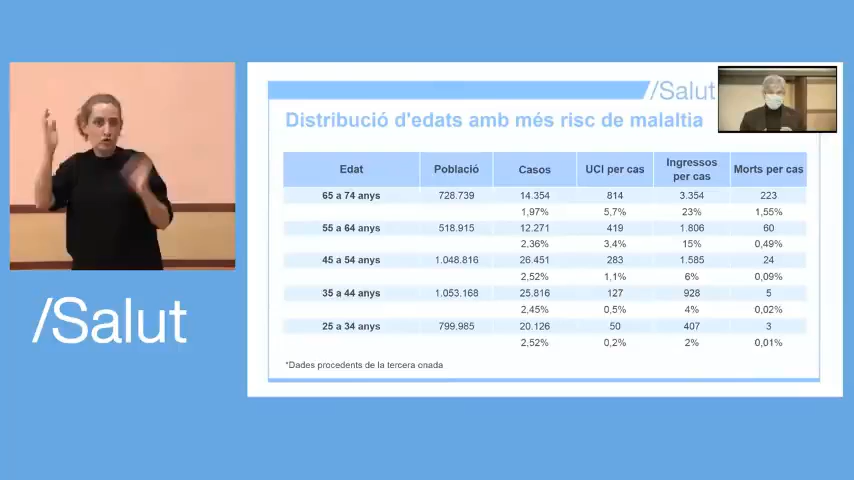 /Salut
Distribució d'edats amb més risc de malaltia
Edat Població Casos UCI per cas Ingressos per cas Morts per cas
65 a 74 anys 728.739 14.354 814 3.354 223
1,97% 5,7% 23% 1,55%
55 a 64 anys 518.915 12.271 419 1.806 60
2,36% 3,4% 15% 0,49%
45 a 54 anys 1.048.816 26.451 283 1.585 24
2,52% 1,1% 6% 0,09%
35 a 44 anys 1.053.168 25.816 127 928 5
2,45% 0,5% 4% 0,02%
25 a 34 anys 799.985 20.126 50 407 3
2,52% 0,2% 2% 0,01%
*Dades procedents de la tercera onada
/Salut